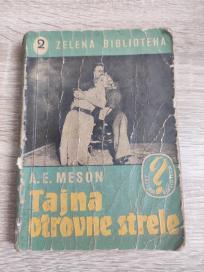 2 ZELENA BIBLIOTEKA
A. E. MESON
Tajna
otrovne strele